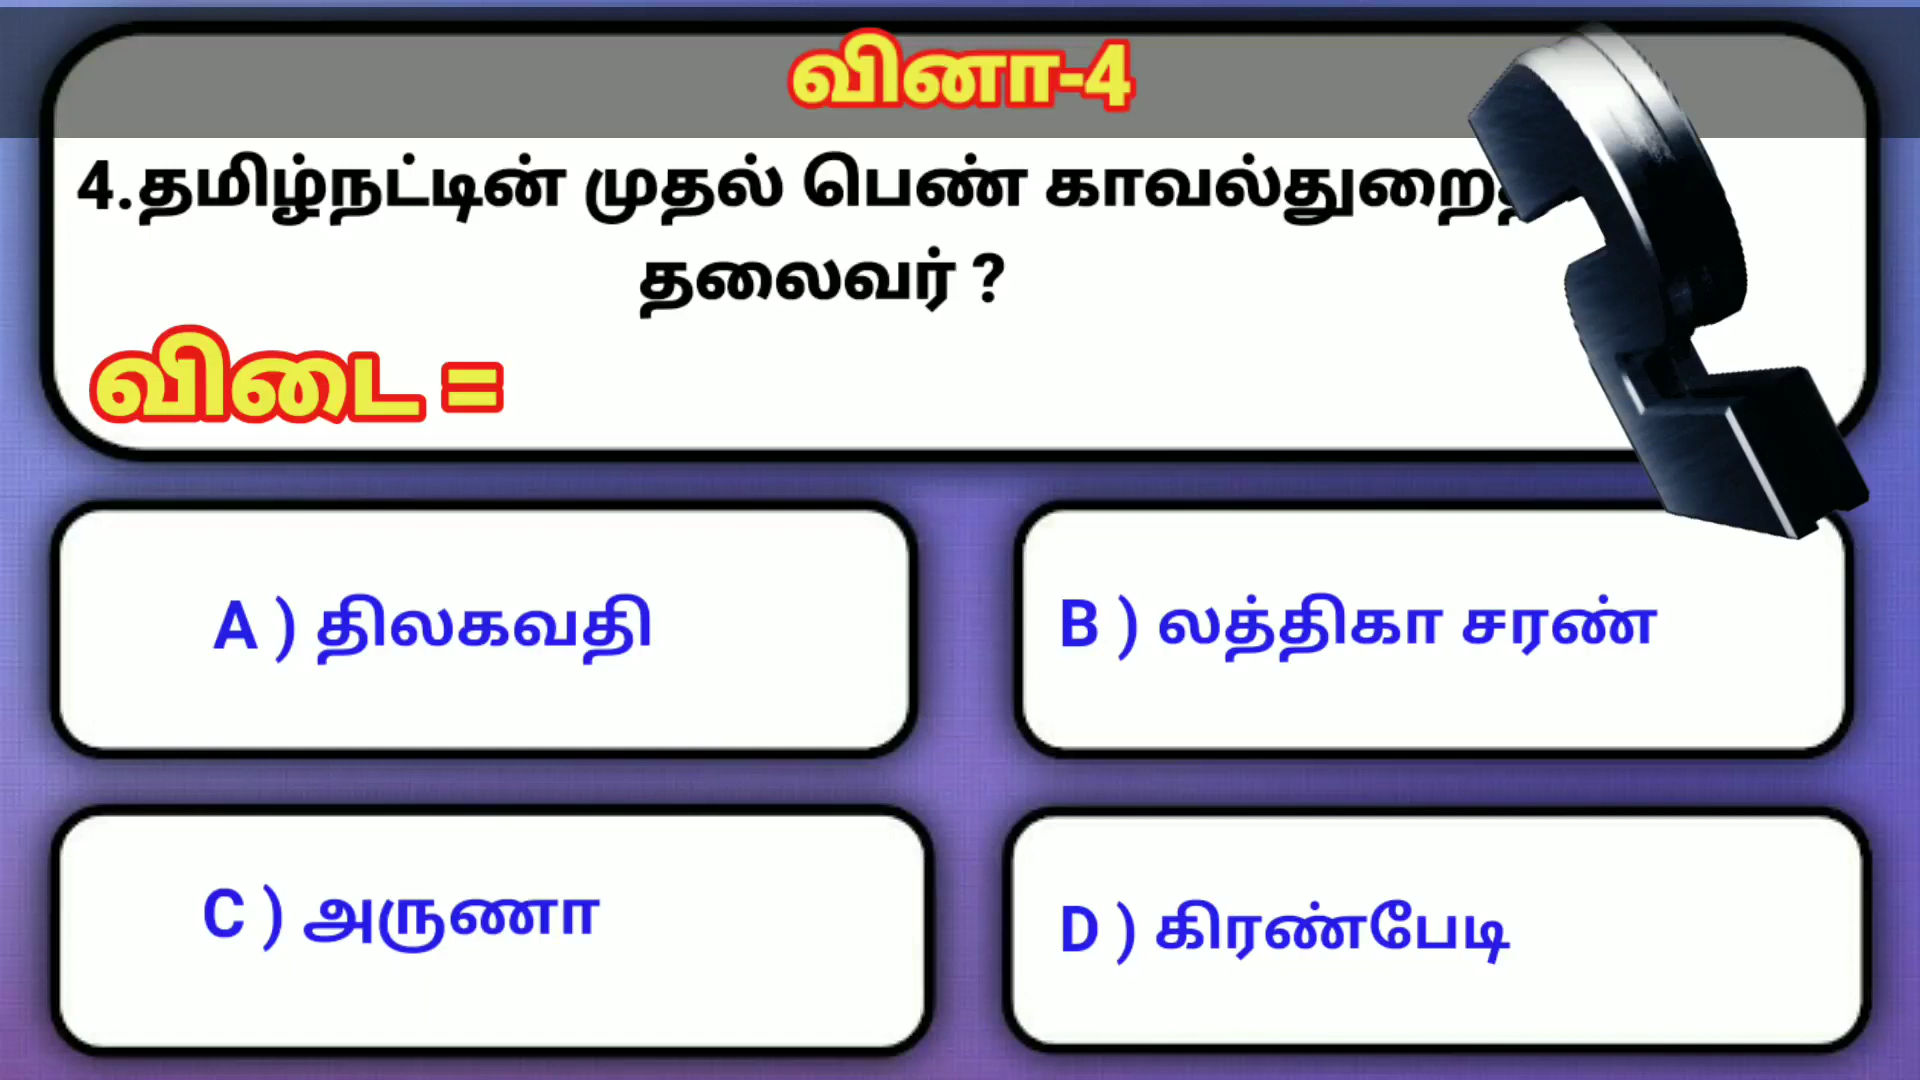 வினா-4
4.தமிழ்நட்டின் முதல் பெண் காவல்துறைத்
தலைவர் ?
விடை =
A ) திலகவதி
B ) லத்திகா சரண்
C ) அருணா
D ) கிரண்பேடி